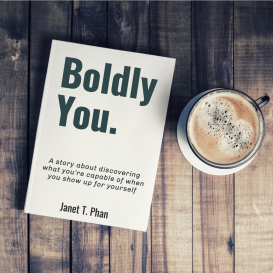 Boldly
You.
A story about discovering
what you're capable of when
you show up for yourself
Janet T. Phan